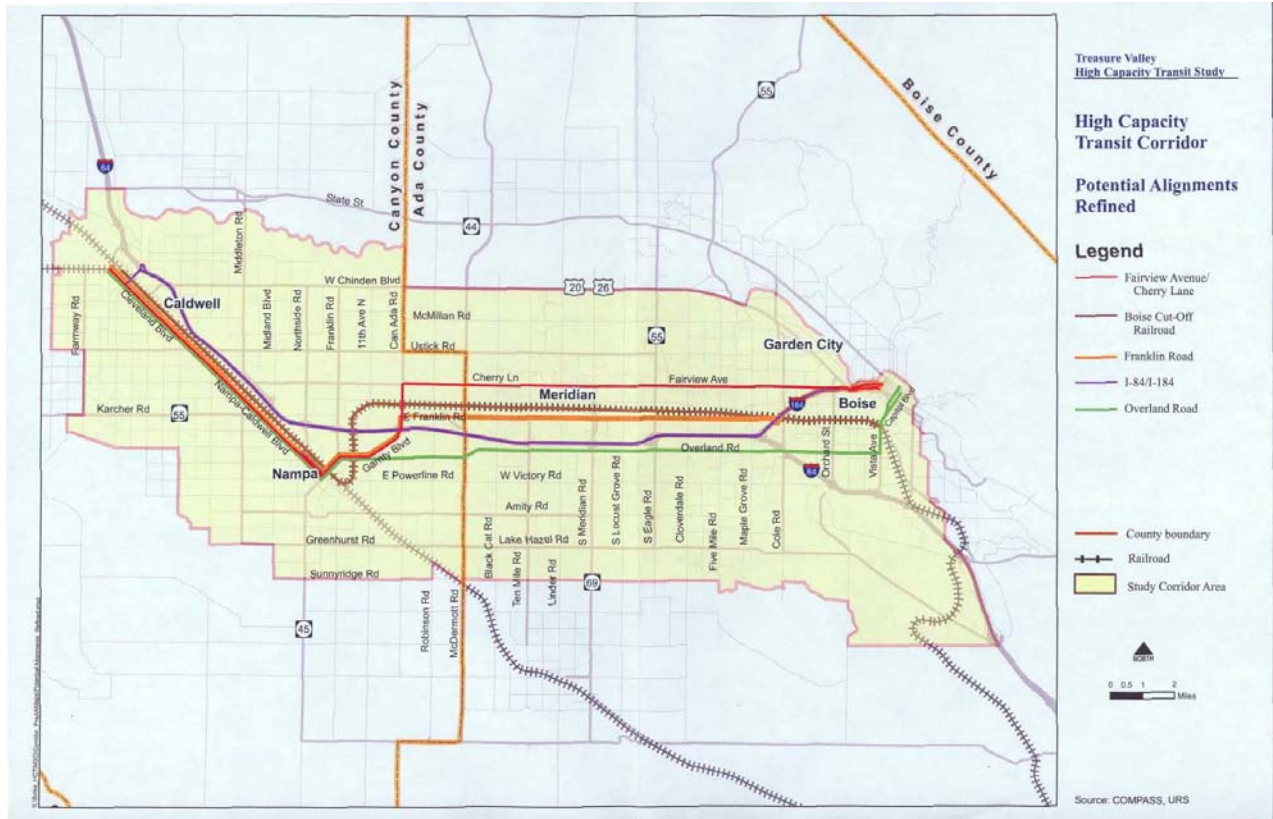 Treasure Valley
High Capacity Transit Study
High Capacity
Transit Corridor
Potential Alignments
Refined
Legend
Fairview Avenue/
Cherry Lane
Boise Cut-Off
Railroad
Franklin Road
I-84/I-184
Overland Road
County boundary
Railroad
Study Corridor Area
NORTH
0 0.5 1 2
Miles
Source: COMPASS, URS
Canyon County
Ada County
Boise County
55
84
State St
44
Middleton Rd
W Chinden Blvd
20 26
Caldwell
Farmway Rd
Cleveland Blvd
Midland Blvd
Northside Rd
Franklin Rd
11th Ave N
Can Ada Rd
McMillan Rd
Ustick Rd
55
Garden City
Cherry Ln
Fairview Ave
Meridian
184
Boise
Capitol Blvd
Karcher Rd
55
Nampa-Caldwell Blvd
E Franklin Rd
Garrity Blvd
Overland Rd
Orchard St
Vista Ave
Nampa
E Powerline Rd
W Victory Rd
84
Amity Rd
Greenhurst Rd
Lake Hazel Rd
Sunnyridge Rd
S Meridian Rd
S Locust Grove Rd
S Eagle Rd
Cloverdale Rd
Five Mile Rd
Maple Grove Rd
Cole Rd
Black Cat Rd
Ten Mile Rd
Linder Rd
69
45
Robinson Rd
McDermott Rd